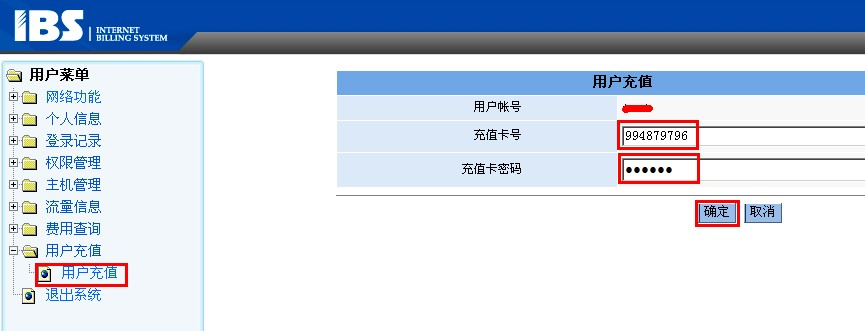 IBS INTERNET
BILLING SYSTEM
用户菜单
网络功能
个人信息
登录记录
权限管理
主机管理
流量信息
费用查询
用户充值
用户充值
退出系统
用户充值
用户帐号
充值卡号 994879796
充值卡密码 ●●●●●●
确定 取消